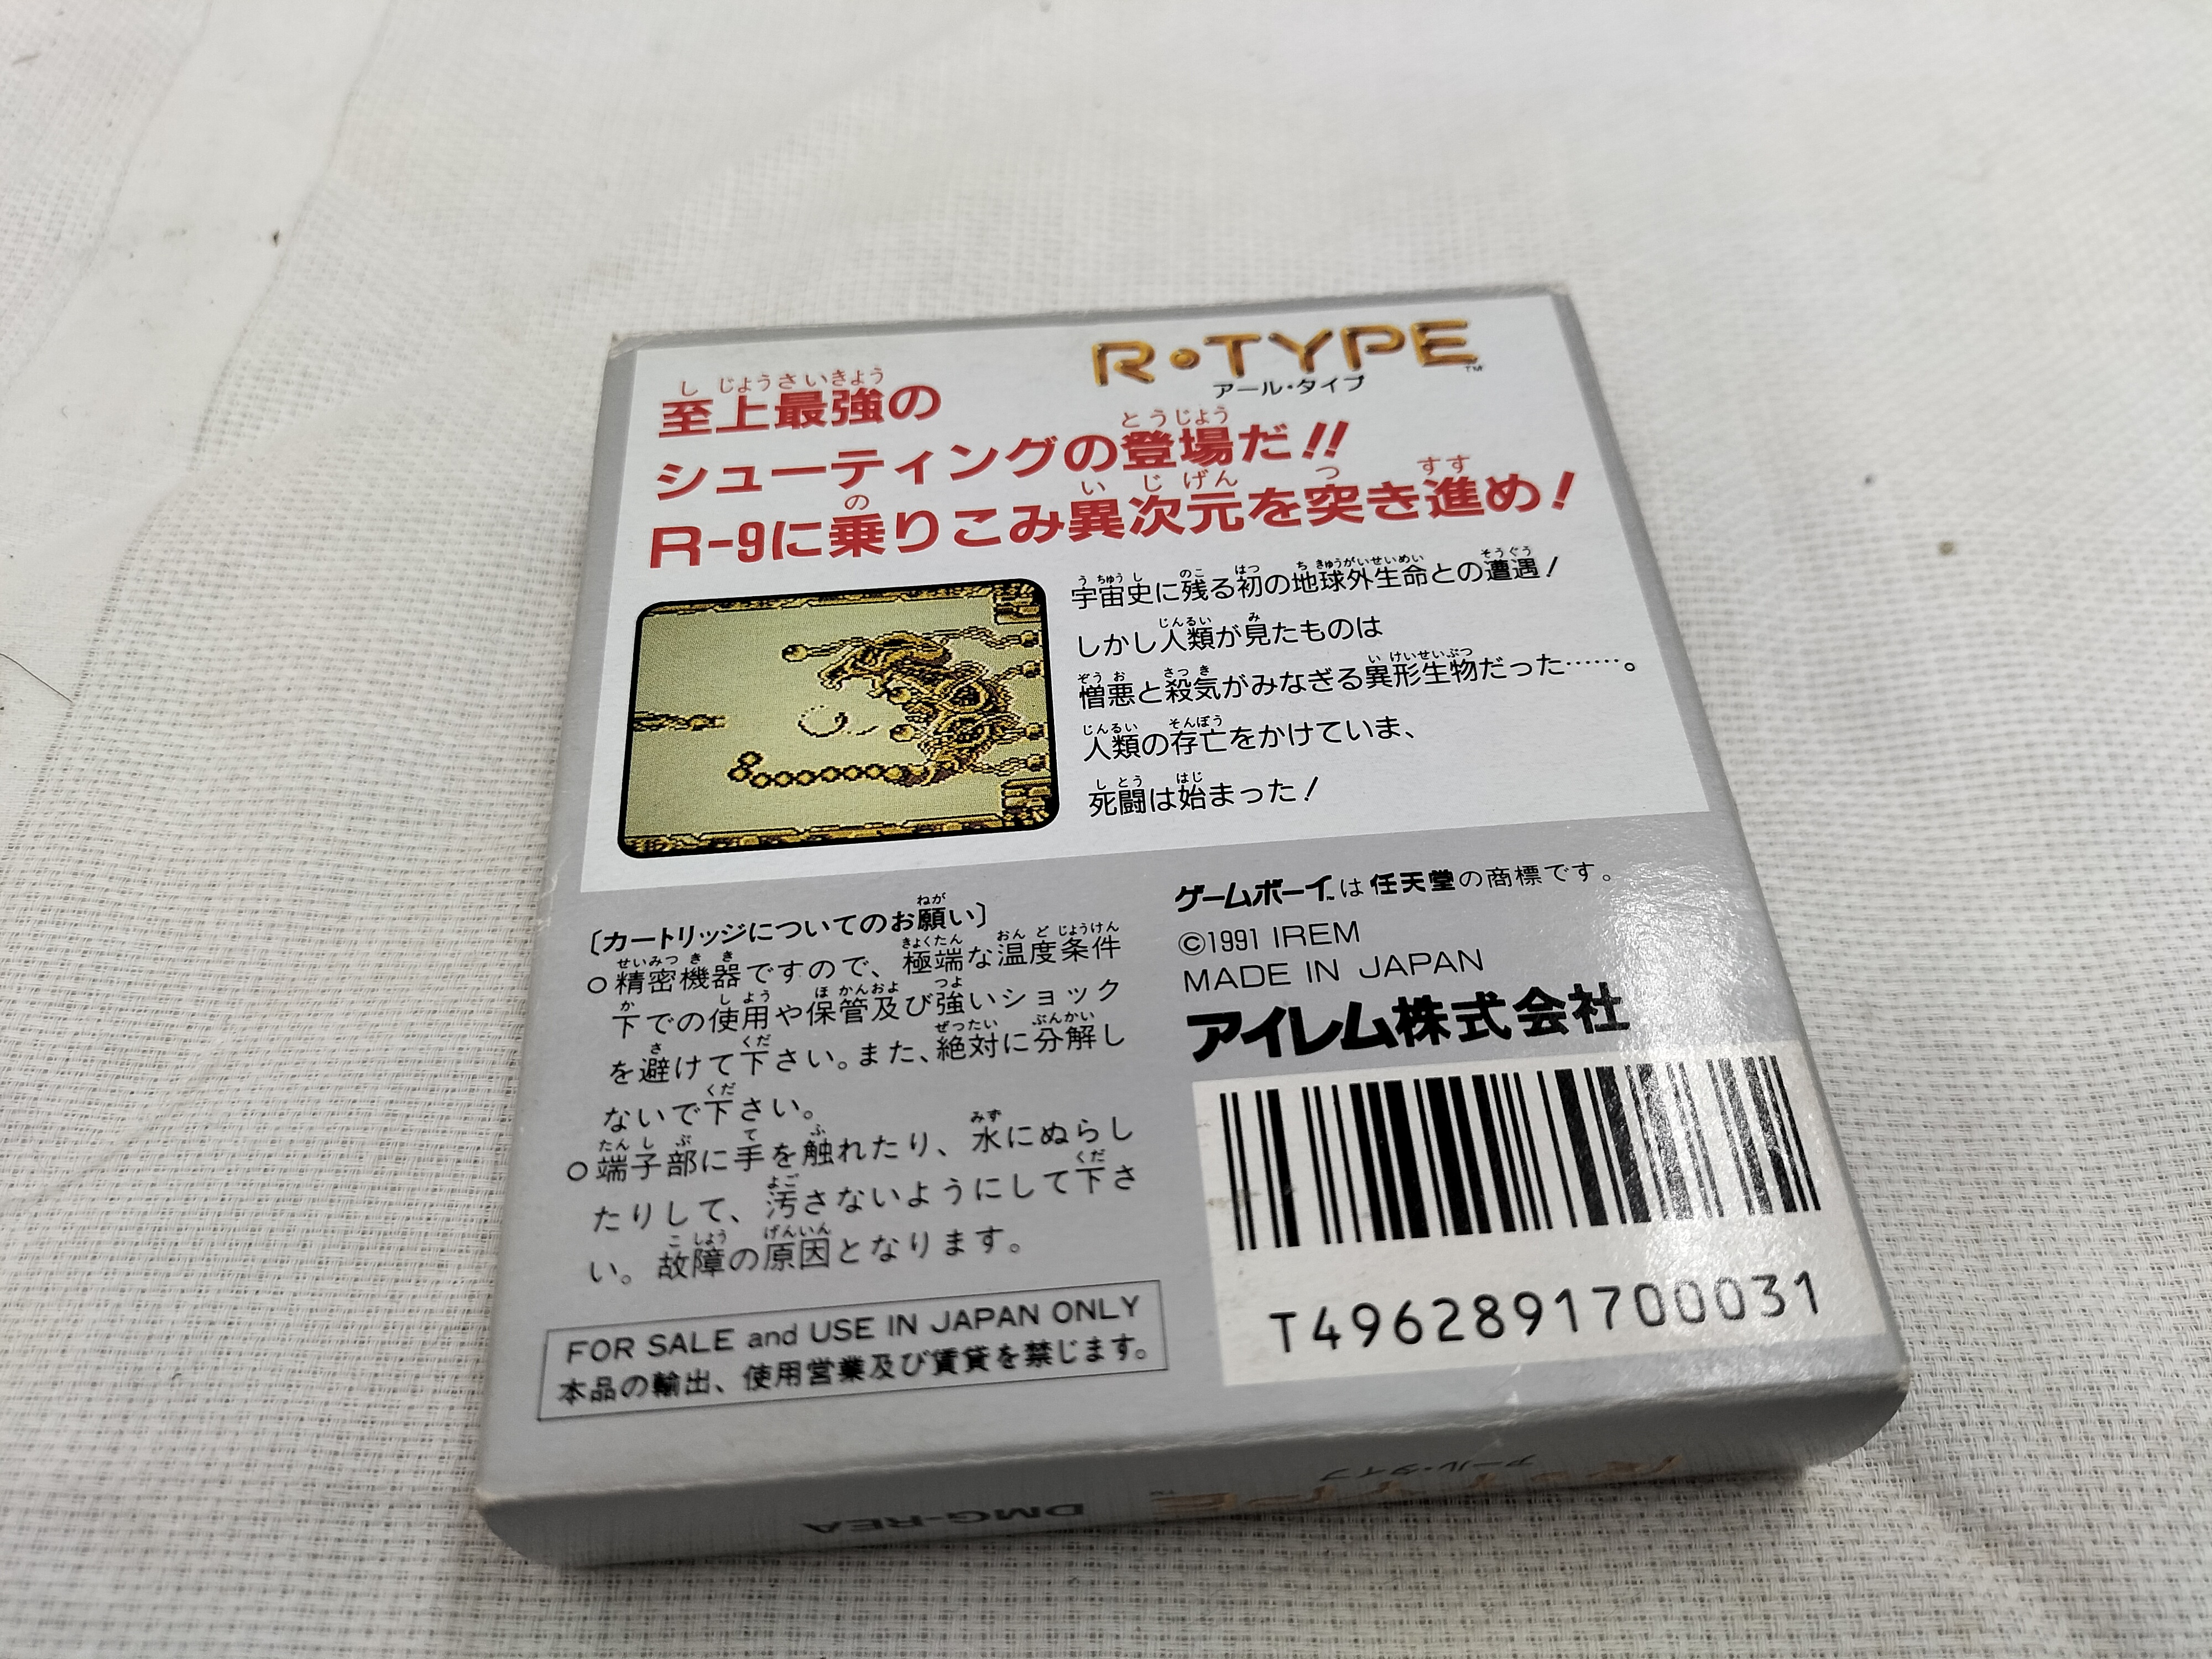 R・TYPE™
アール・タイプ
至上最強の
シューティングの登場だ!!
R-9に乗りこみ異次元を突き進め!
宇宙史に残る初の地球外生命との遭遇!
しかし人類が見たものは
憎悪と殺気がみなぎる異形生物だった……。
人類の存亡をかけていま、
死闘は始まった!
〔カートリッジについてのお願い〕
○精密機器ですので、極端な温度条件
下での使用や保管及び強いショック
を避けて下さい。また、絶対に分解し
ないで下さい。
○端子部に手を触れたり、水にぬらし
たりして、汚さないようにして下さ
い。故障の原因となります。
FOR SALE and USE IN JAPAN ONLY
本品の輸出、使用営業及び賃貸を禁じます。
ゲームボーイ™は任天堂の商標です。
©1991 IREM
MADE IN JAPAN
アイレム株式会社
T4962891700031
R・TYPE™
アール・タイプ
DMG-REA